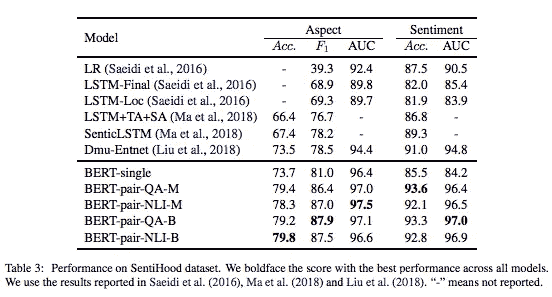 Model Aspect Sentiment
Acc. F1 AUC Acc. AUC
LR (Saeidi et al., 2016) - 39.3 92.4 87.5 90.5
LSTM-Final (Saeidi et al., 2016) - 68.9 89.8 82.0 85.4
LSTM-Loc (Saeidi et al., 2016) - 69.3 89.7 81.9 83.9
LSTM+TA+SA (Ma et al., 2018) 66.4 76.7 - 86.8 -
SenticLSTM (Ma et al., 2018) 67.4 78.2 - 89.3 -
Dmu-Entnet (Liu et al., 2018) 73.5 78.5 94.4 91.0 94.8
BERT-single 73.7 81.0 96.4 85.5 84.2
BERT-pair-QA-M 79.4 86.4 97.0 93.6 96.4
BERT-pair-NLI-M 78.3 87.0 97.5 92.1 96.5
BERT-pair-QA-B 79.2 87.9 97.1 93.3 97.0
BERT-pair-NLI-B 79.8 87.5 96.6 92.8 96.9
Table 3: Performance on SentiHood dataset. We boldface the score with the best performance across all models.
We use the results reported in Saeidi et al. (2016), Ma et al. (2018) and Liu et al. (2018). “-” means not reported.